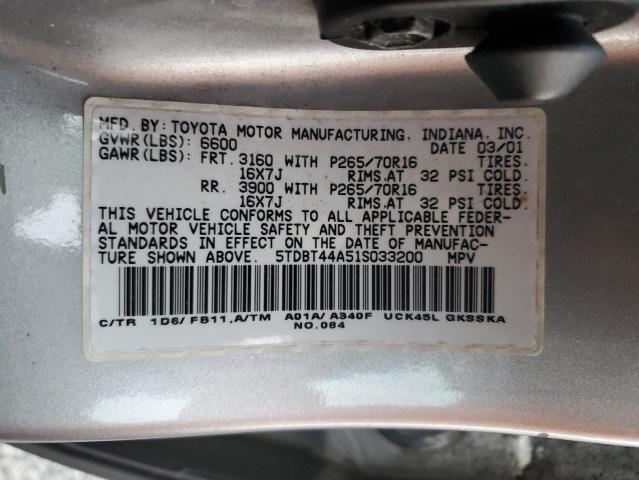 MFD. BY: TOYOTA MOTOR MANUFACTURING, INDIANA, INC.
GVWR(LBS): 6600 DATE 03/01
GAWR(LBS): FRT. 3160 WITH P265/70R16 TIRES.
16X7J RIMS.AT 32 PSI COLD.
RR. 3900 WITH P265/70R16 TIRES.
16X7J RIMS.AT 32 PSI COLD.
THIS VEHICLE CONFORMS TO ALL APPLICABLE FEDER-
AL MOTOR VEHICLE SAFETY AND THEFT PREVENTION
STANDARDS IN EFFECT ON THE DATE OF MANUFAC-
TURE SHOWN ABOVE. 5TDBT44A51S033200 MPV
C/TR 1D6/ FB11,A/TM A01A/ A340F UCK45L GKSSKA
NO.084